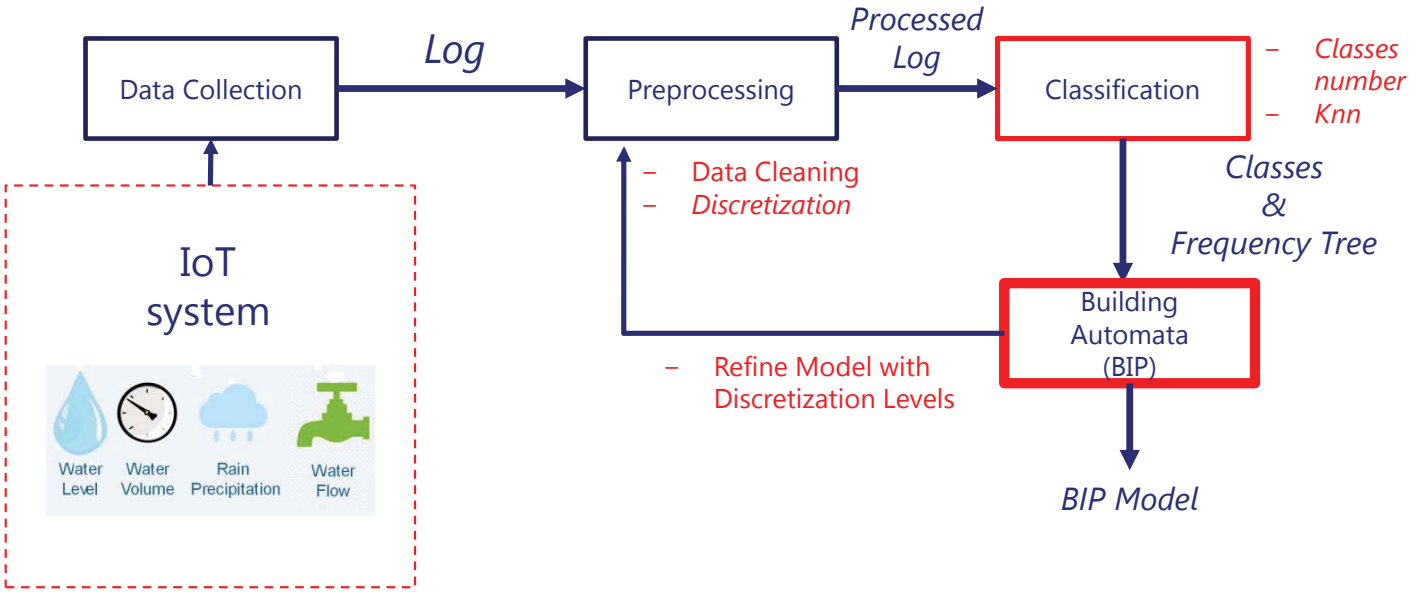 Log
Processed
Log
Data Collection
Preprocessing
Classification
– Classes
number
– Knn
– Data Cleaning
– Discretization
Classes
&
Frequency Tree
IoT
system
Building
Automata
(BIP)
– Refine Model with
Discretization Levels
Water
Level
Water
Volume
Rain
Precipitation
Water
Flow
BIP Model